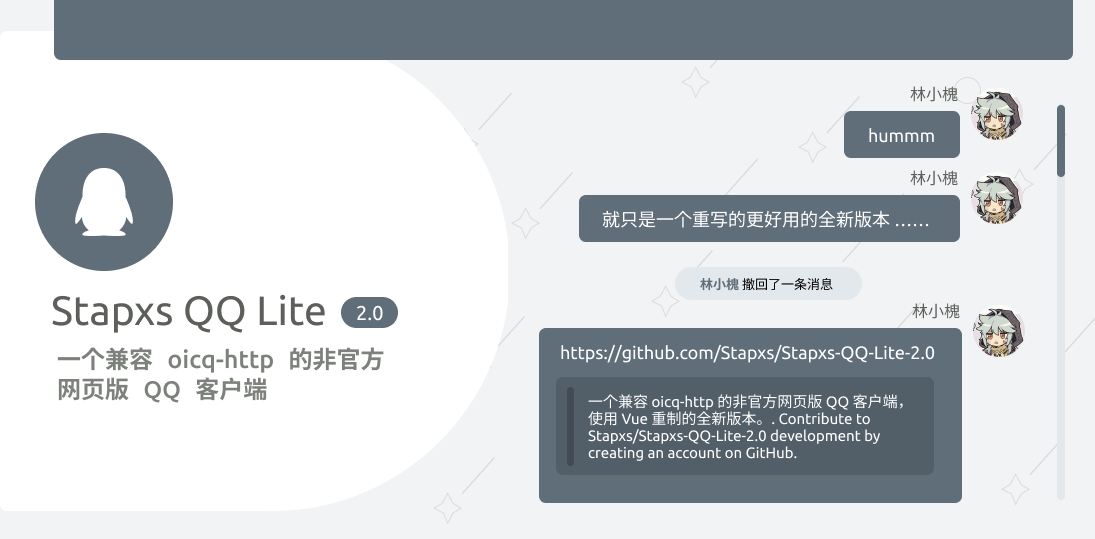 Stapxs QQ Lite 2.0
一个兼容 oicq-http 的非官方
网页版 QQ 客户端
林小槐
hummm
林小槐
就只是一个重写的更好用的全新版本 ……
林小槐 撤回了一条消息
林小槐
https://github.com/Stapxs/Stapxs-QQ-Lite-2.0
一个兼容 oicq-http 的非官方网页版 QQ 客户端，
使用 Vue 重制的全新版本。. Contribute to
Stapxs/Stapxs-QQ-Lite-2.0 development by
creating an account on GitHub.